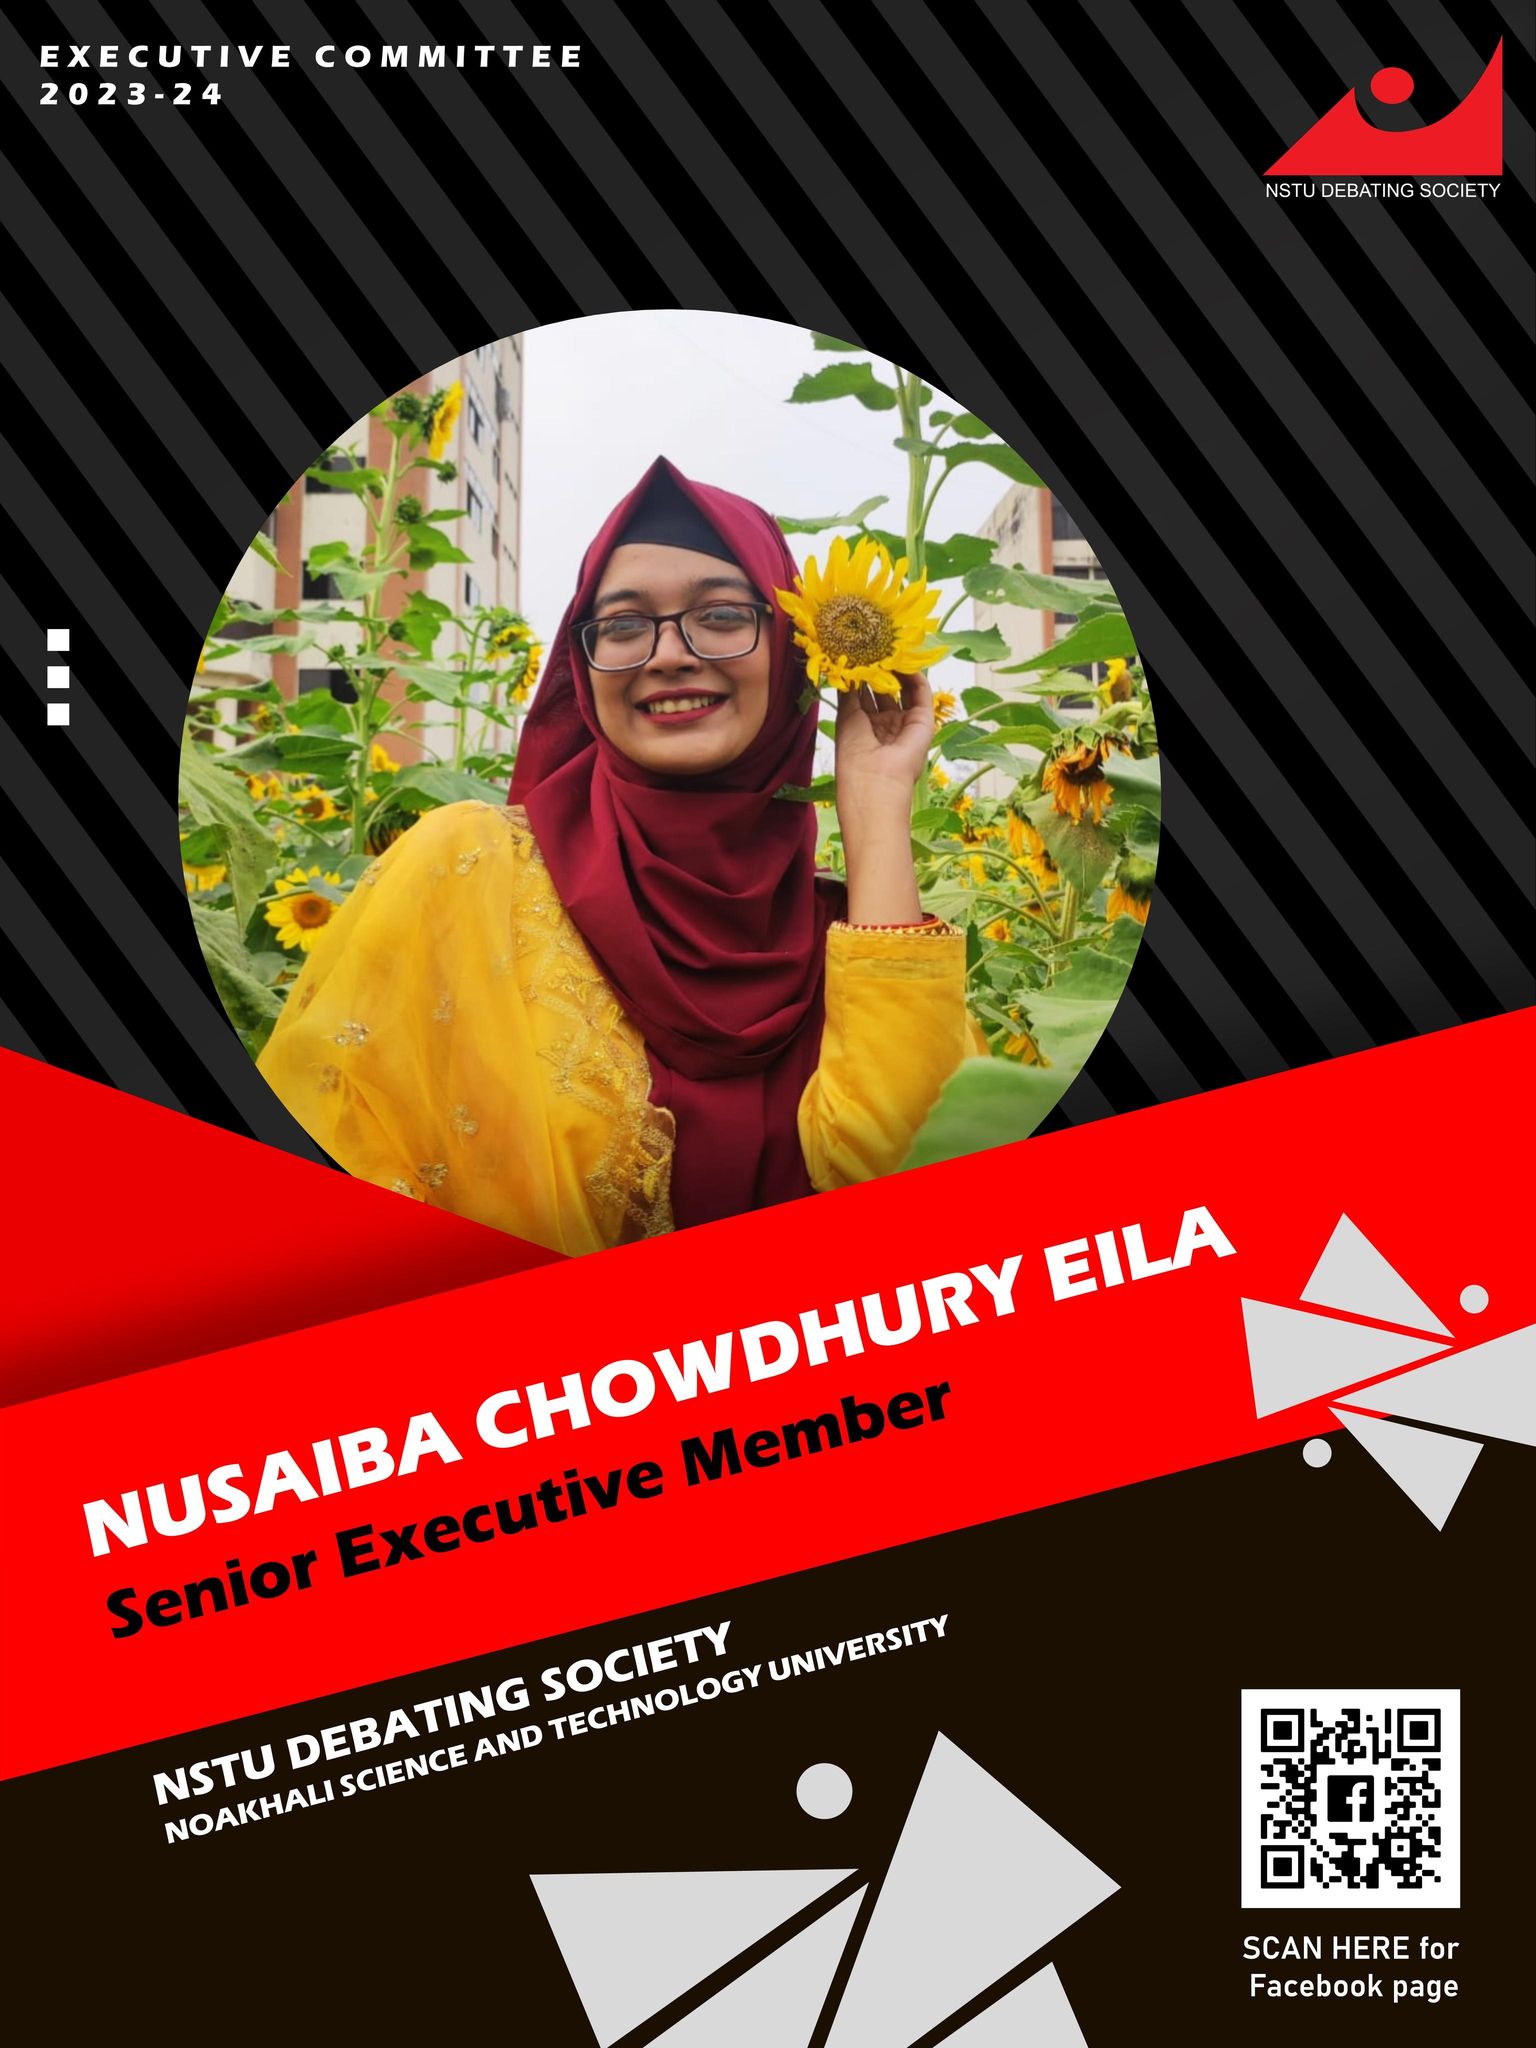 EXECUTIVE COMMITTEE
2023-24
NSTU DEBATING SOCIETY
NUSAIBA CHOWDHURY EILA
Senior Executive Member
NSTU DEBATING SOCIETY
NOAKHALI SCIENCE AND TECHNOLOGY UNIVERSITY
SCAN HERE for
Facebook page